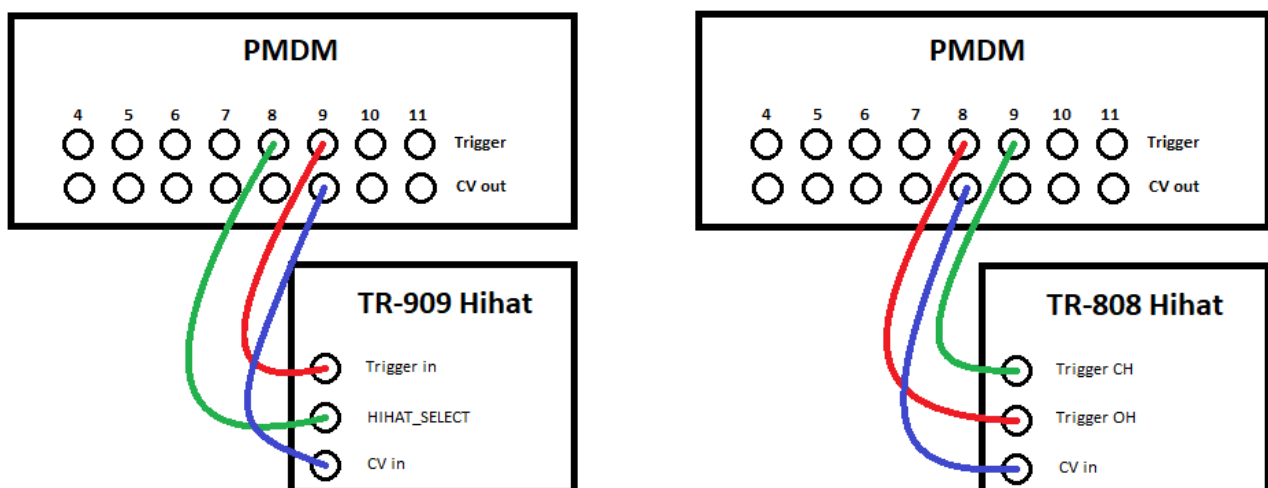 PMDM
4 5 6 7 8 9 10 11
Trigger
CV out
TR-909 Hihat
Trigger in
HIHAT_SELECT
CV in
PMDM
4 5 6 7 8 9 10 11
Trigger
CV out
TR-808 Hihat
Trigger CH
Trigger OH
CV in